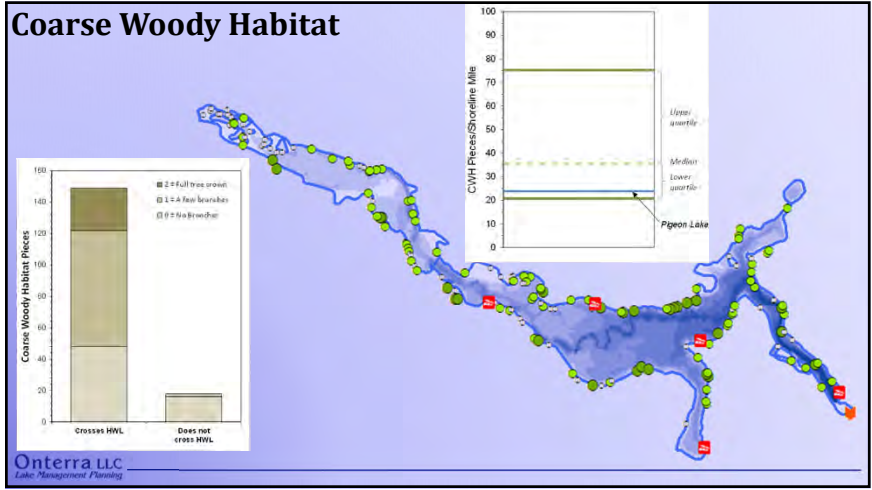 Coarse Woody Habitat
100
90
80
70
60
50
40
30
20
10
0
CWH Pieces/Shoreline Mile
Upper
quartile
Median
Lower
quartile
Pigeon Lake
160
140
120
100
80
60
40
20
0
Coarse Woody Habitat Pieces
2 = Full tree crown
1 = A few branches
0 = No Branches
Crosses HWL
Does not
cross HWL
Onterra LLC
Lake Management Planning